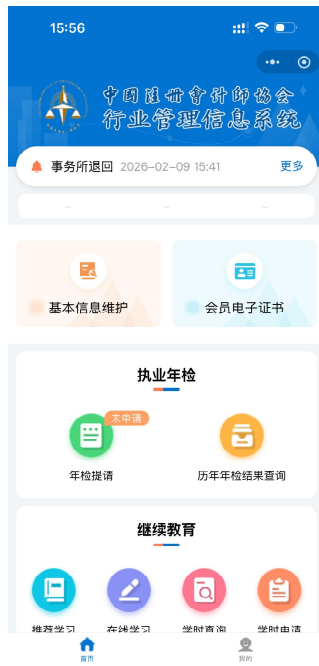 15:56
中国注册会计师协会
行业管理信息系统
事务所退回 2026-02-09 15:41 更多
基本信息维护 会员电子证书
执业年检
未申请
年检提请 历年年检结果查询
继续教育
推荐学习 在线学习 学时查询 学时申请
首页 我的